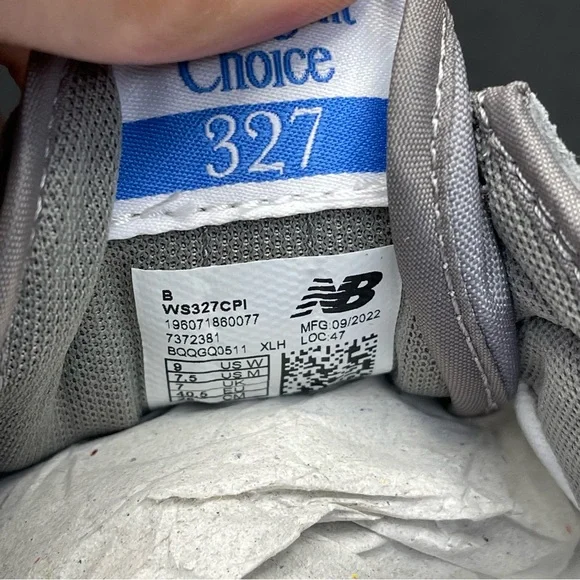 Choice
327
B
WS327CPI
196071860077
7372381
BQQGQ0511 XLH
NB
MFG:09/2022
LOC:47
9 US W
7.5 US M
7 UK
40.5